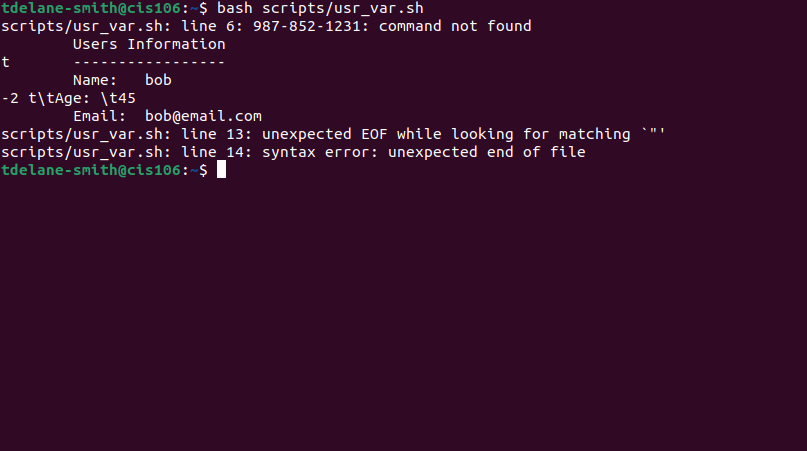 tdelane-smith@cis106:~$ bash scripts/usr_var.sh
scripts/usr_var.sh: line 6: 987-852-1231: command not found
        Users Information
t       -----------------
        Name:   bob
-2 t\tAge: \t45
        Email:  bob@email.com
scripts/usr_var.sh: line 13: unexpected EOF while looking for matching `"'
scripts/usr_var.sh: line 14: syntax error: unexpected end of file
tdelane-smith@cis106:~$